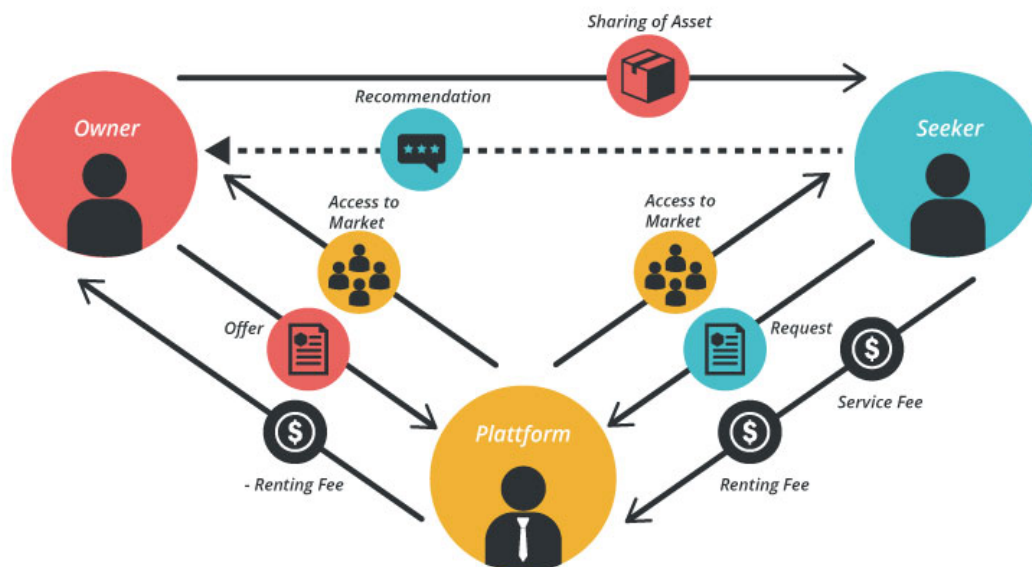 Sharing of Asset
Recommendation
Owner
Seeker
Access to
Market
Access to
Market
Offer
Request
Service Fee
Plattform
- Renting Fee
Renting Fee